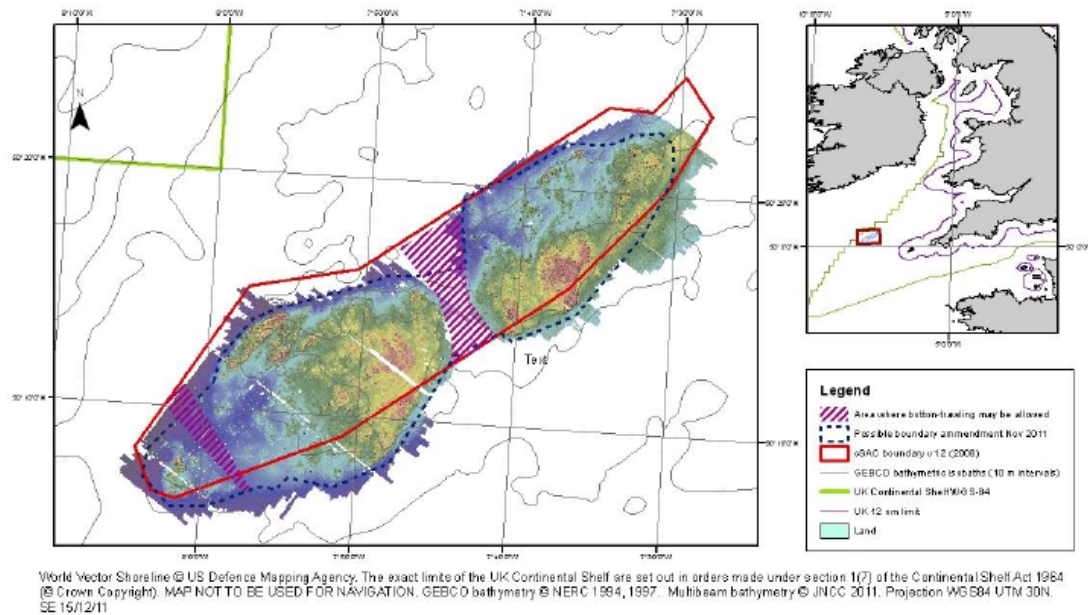 N
Text
Legend
Area where bottom-trawling may be allowed
Possible boundary ammendment Nov 2011
cSAC boundary v1.2 (2008)
GEBCO bathymetric isobaths (10 m intervals)
UK Continental Shelf WGS-84
UK 12 nm limit
Land
World Vector Shoreline © US Defence Mapping Agency. The exact limits of the UK Continental Shelf are set out in orders made under section 1(7) of the Continental Shelf Act 1964
(© Crown Copyright). MAP NOT TO BE USED FOR NAVIGATION. GEBCO bathymetry © NERC 1994, 1997. Multibeam bathymetry © JNCC 2011. Projection WGS84 UTM 30N.
SE 15/12/11